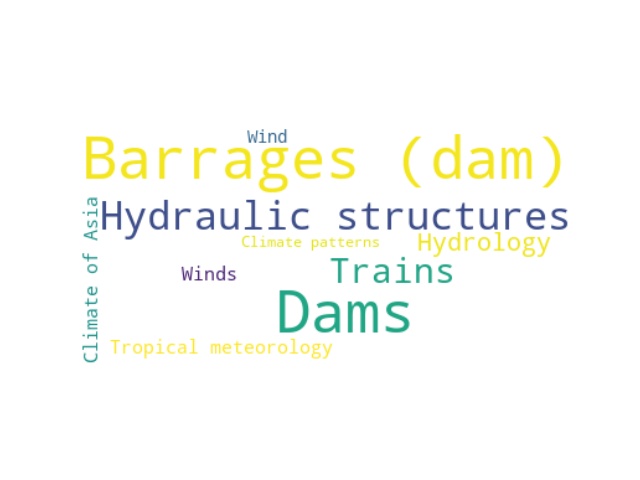 Wind
Barrages (dam)
Climate of Asia
Hydraulic structures
Climate patterns
Hydrology
Winds
Trains
Dams
Tropical meteorology